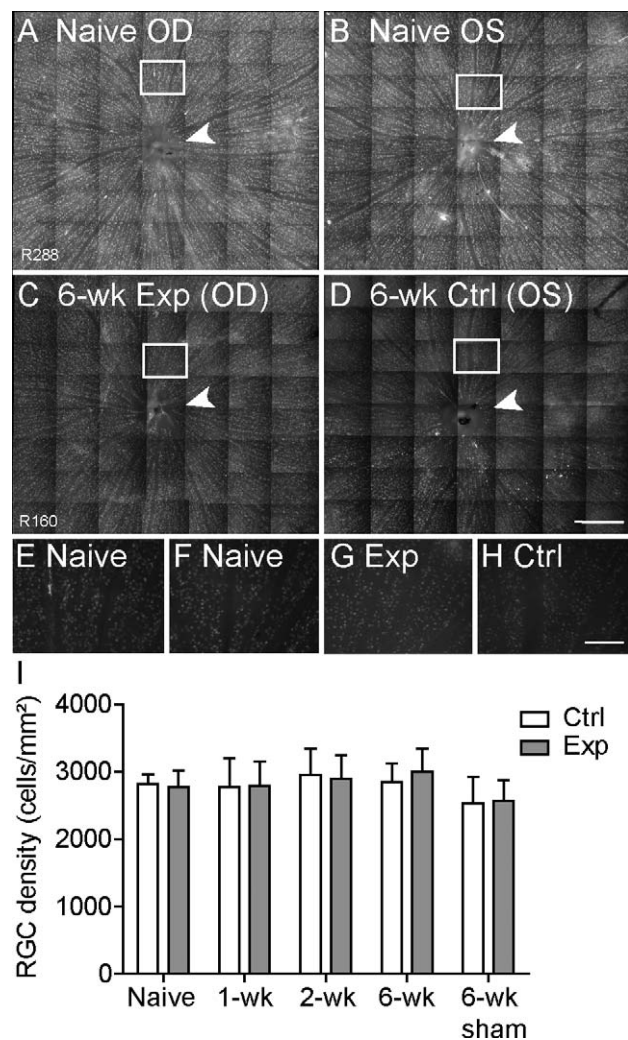 A Naive OD
B Naive OS
R288
C 6-wk Exp (OD)
D 6-wk Ctrl (OS)
R160
E Naive
F Naive
G Exp
H Ctrl
I
RGC density (cells/mm²)
4000
3000
2000
1000
0
Ctrl
Exp
Naive
1-wk
2-wk
6-wk
6-wk
sham